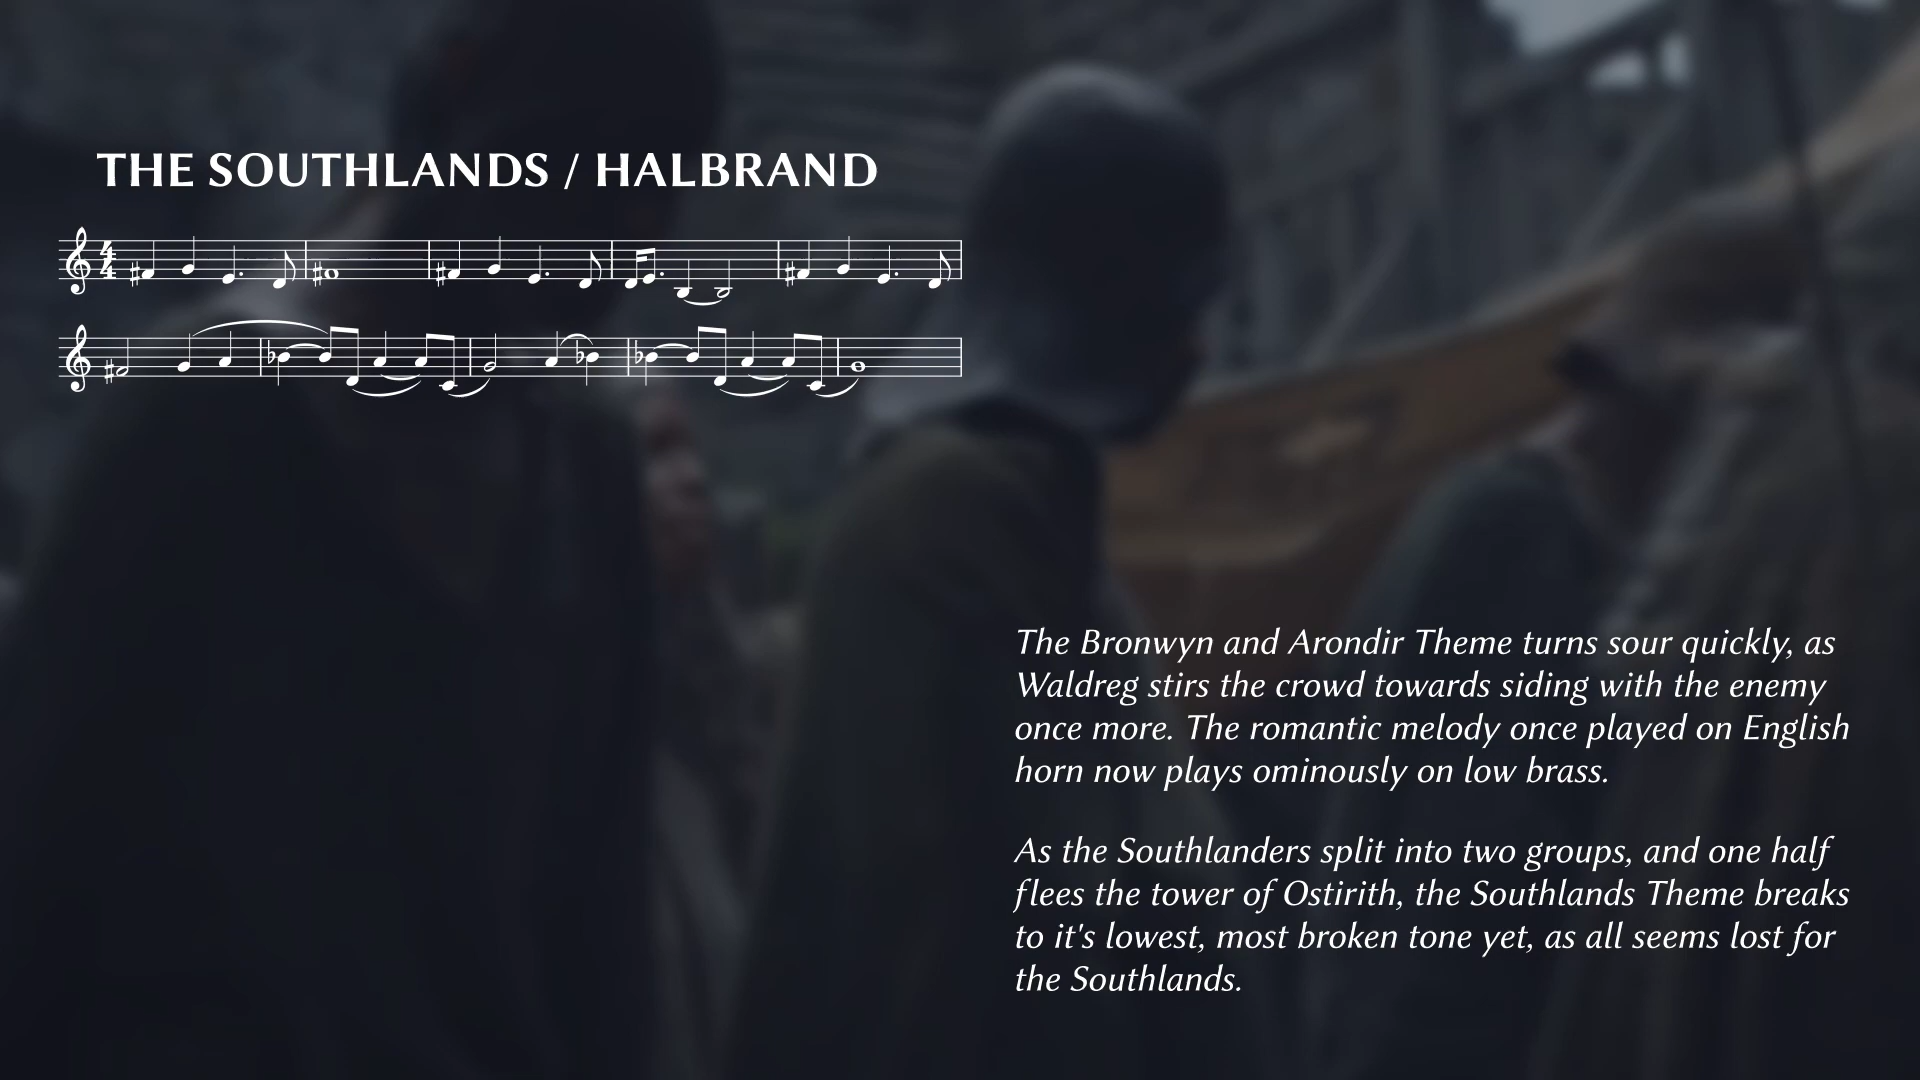 THE SOUTHLANDS / HALBRAND
4
4
The Bronwyn and Arondir Theme turns sour quickly, as
Waldreg stirs the crowd towards siding with the enemy
once more. The romantic melody once played on English
horn now plays ominously on low brass.
As the Southlanders split into two groups, and one half
flees the tower of Ostirith, the Southlands Theme breaks
to it's lowest, most broken tone yet, as all seems lost for
the Southlands.